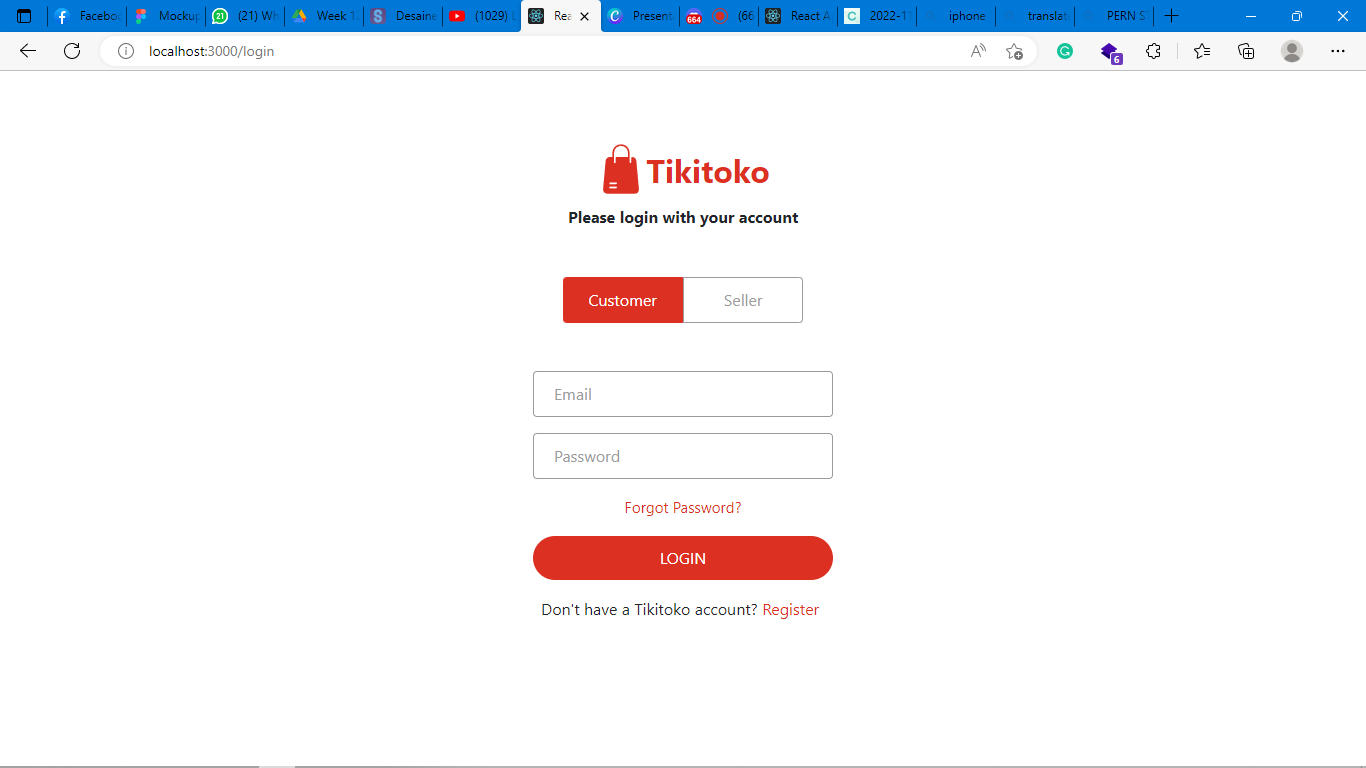 Facebo
Mockup
21
(21) Wh
Week 1
Desaine
(1029)
Rea
Present
664
(66
React A
2022-1
iphone
translat
PERN S
localhost:3000/login
6
Tikitoko
Please login with your account
Customer
Seller
Email
Password
Forgot Password?
LOGIN
Don't have a Tikitoko account? Register